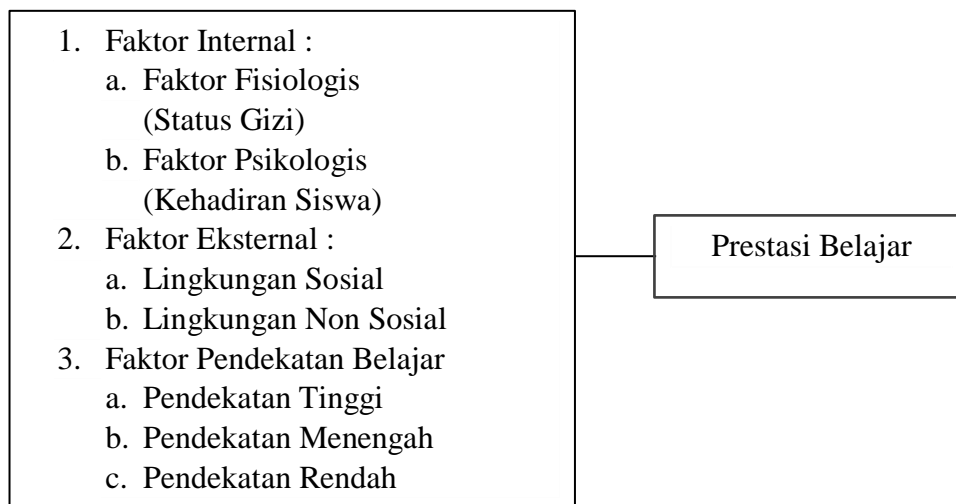 1. Faktor Internal :
a. Faktor Fisiologis
(Status Gizi)
b. Faktor Psikologis
(Kehadiran Siswa)
2. Faktor Eksternal :
a. Lingkungan Sosial
b. Lingkungan Non Sosial
3. Faktor Pendekatan Belajar
a. Pendekatan Tinggi
b. Pendekatan Menengah
c. Pendekatan Rendah
Prestasi Belajar